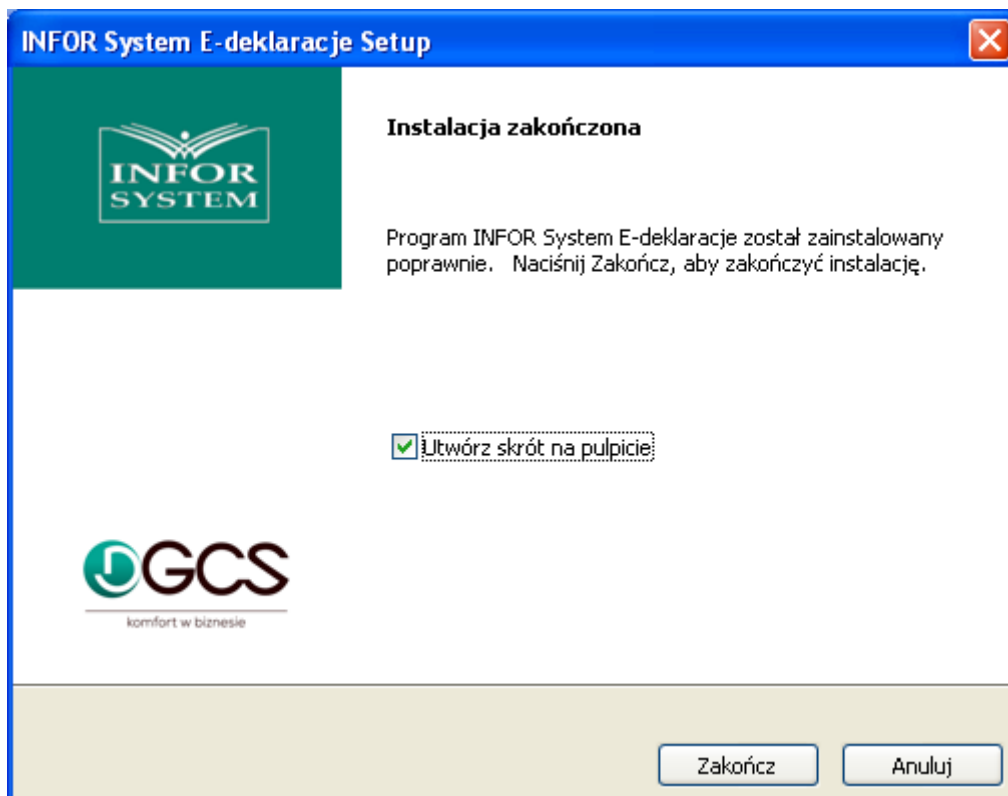 INFOR System E-deklaracje Setup
INFOR
SYSTEM
Instalacja zakończona
Program INFOR System E-deklaracje został zainstalowany
poprawnie. Naciśnij Zakończ, aby zakończyć instalację.
Utwórz skrót na pulpicie
GCS
komfort w biznesie
Zakończ
Anuluj